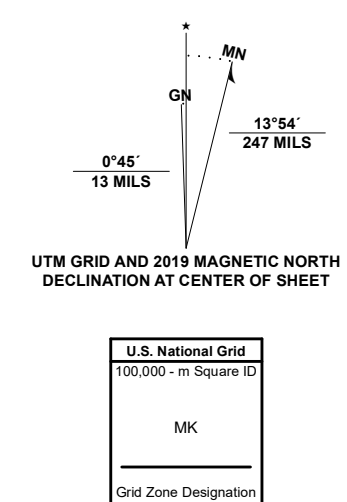 ★
MN
GN
13°54´
247 MILS
0°45´
13 MILS
UTM GRID AND 2019 MAGNETIC NORTH
DECLINATION AT CENTER OF SHEET
U.S. National Grid
100,000 - m Square ID
MK
Grid Zone Designation